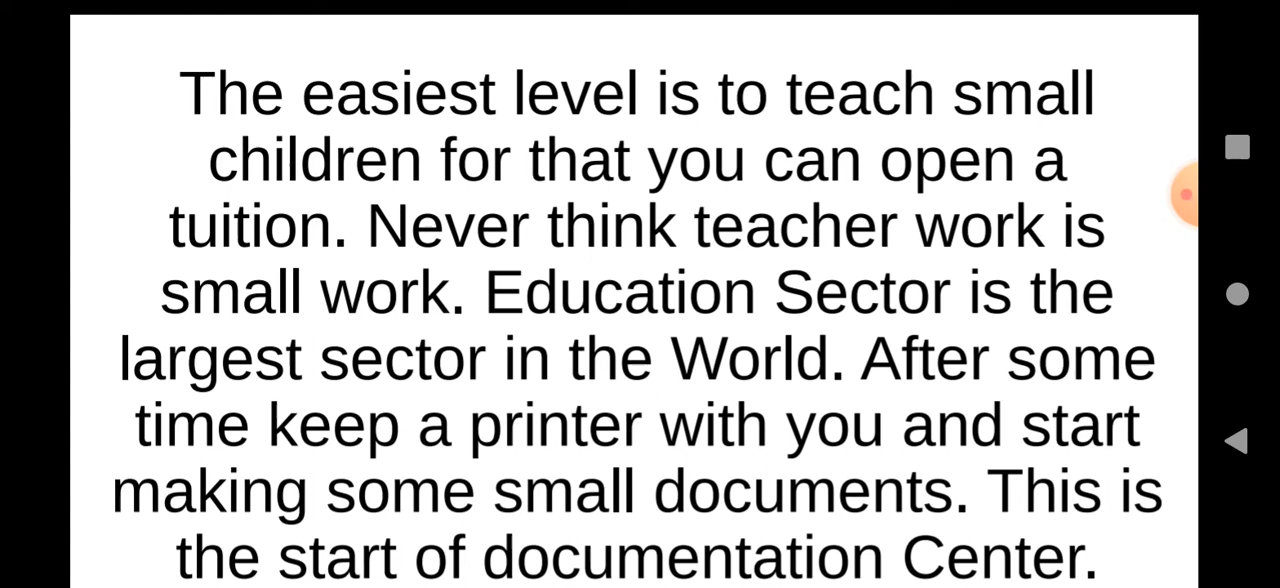 The easiest level is to teach small
children for that you can open a
tuition. Never think teacher work is
small work. Education Sector is the
largest sector in the World. After some
time keep a printer with you and start
making some small documents. This is
the start of documentation Center.